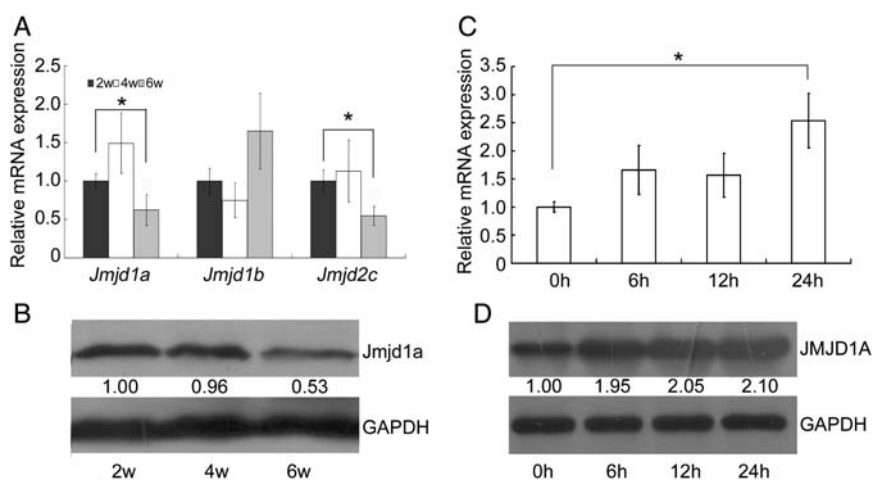 A
Relative mRNA expression
2.5
2.0
1.5
1.0
0.5
0
2w 4w 6w
*
*
Jmjd1a Jmjd1b Jmjd2c
B
Jmjd1a
1.00 0.96 0.53
GAPDH
2w 4w 6w
C
Relative mRNA expression
3.5
3.0
2.5
2.0
1.5
1.0
0.5
0
*
0h 6h 12h 24h
D
JMJD1A
1.00 1.95 2.05 2.10
GAPDH
0h 6h 12h 24h